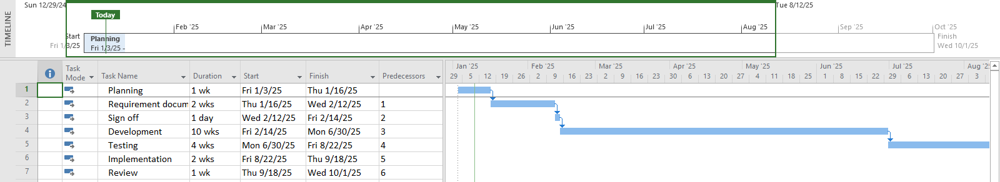 Sun 12/29/24
Tue 8/12/25
Today
Feb '25 Mar '25 Apr '25 May '25 Jun '25 Jul '25 Aug '25 Sep '25 Oct '25
TIMELINE
Start
Fri 1/3/25
Planning
Fri 1/3/25 -
Finish
Wed 10/1/25
Task Mode Task Name Duration Start Finish Predecessors
Jan '25 Feb '25 Mar '25 Apr '25 May '25 Jun '25 Jul '25 Aug '25
29 5 12 19 26 2 9 16 23 2 9 16 23 30 6 13 20 27 4 11 18 25 1 8 15 22 29 6 13 20 27 3
1 Planning 1 wk Fri 1/3/25 Thu 1/16/25
2 Requirement docum 2 wks Thu 1/16/25 Wed 2/12/25 1
3 Sign off 1 day Wed 2/12/25 Fri 2/14/25 2
4 Development 10 wks Fri 2/14/25 Mon 6/30/25 3
5 Testing 4 wks Mon 6/30/25 Fri 8/22/25 4
6 Implementation 2 wks Fri 8/22/25 Thu 9/18/25 5
7 Review 1 wk Thu 9/18/25 Wed 10/1/25 6